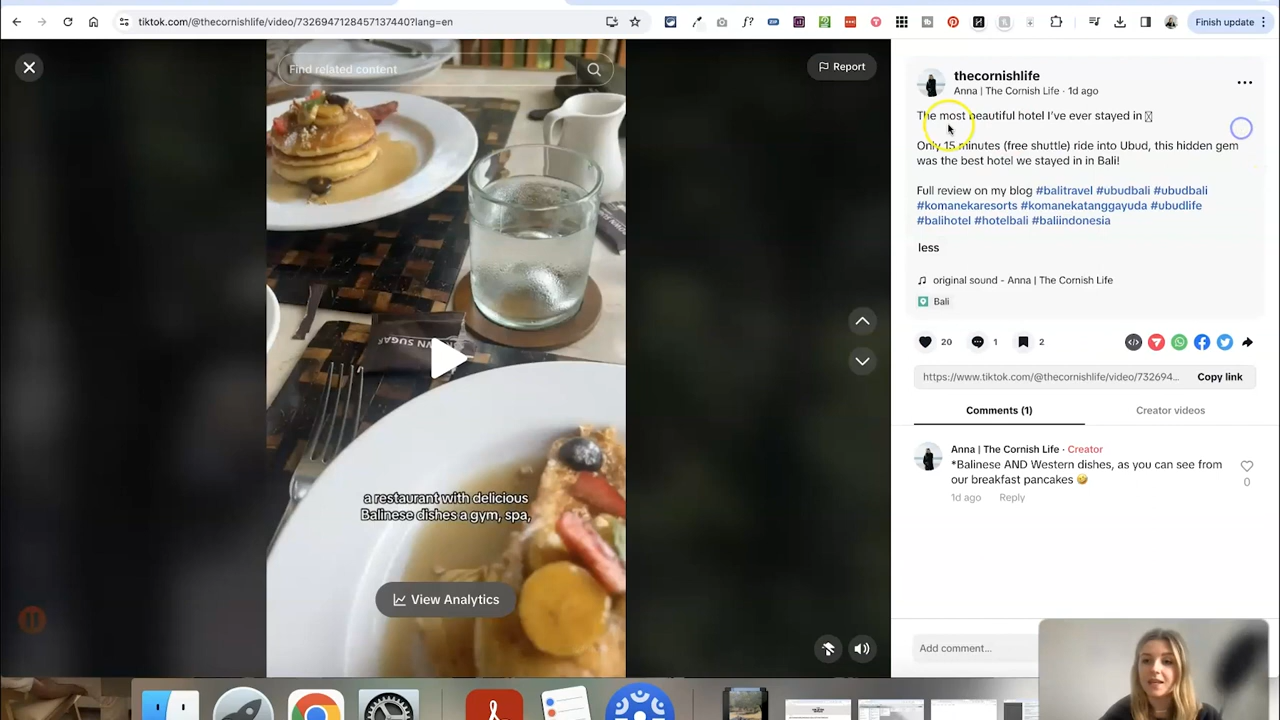 tiktok.com/@thecornishlife/video/7326947128457137440?lang=en
Finish update
Find related content
Report
thecornishlife
Anna | The Cornish Life · 1d ago
The most beautiful hotel I've ever stayed in
Only 15 minutes (free shuttle) ride into Ubud, this hidden gem
was the best hotel we stayed in in Bali!
Full review on my blog #balitravel #ubudbali #ubudbali
#komanekaresorts #komanekatanggayuda #ubudlife
#balihotel #hotelbali #baliindonesia
less
original sound - Anna | The Cornish Life
Bali
20
1
2
https://www.tiktok.com/@thecornishlife/video/732694...
Copy link
Comments (1)
Creator videos
Anna | The Cornish Life · Creator
*Balinese AND Western dishes, as you can see from
our breakfast pancakes 🤣
0
1d ago
Reply
BROWN SUGAR
a restaurant with delicious
Balinese dishes a gym, spa,
View Analytics
Add comment...